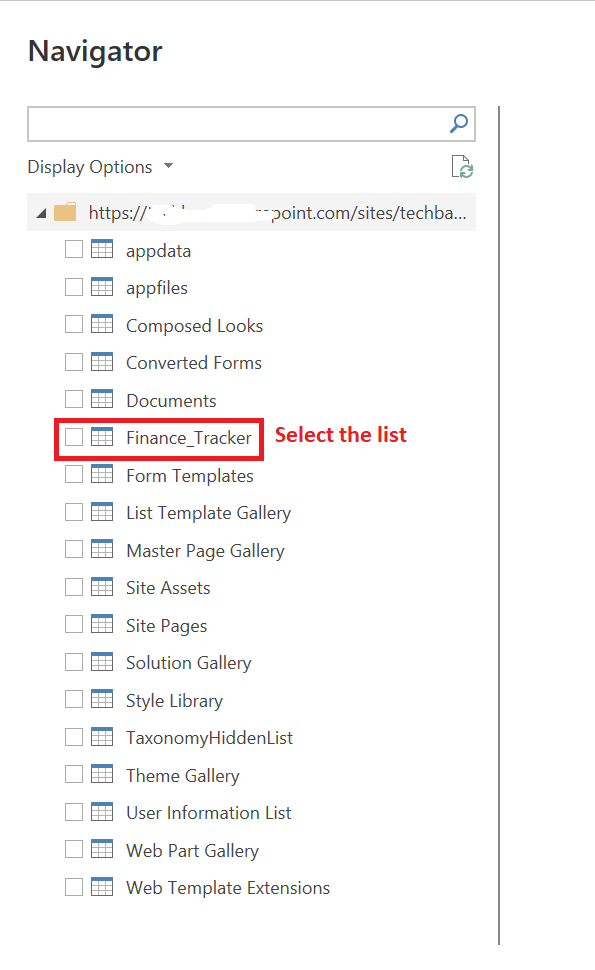 Navigator
Display Options
https:// point.com/sites/techba...
appdata
appfiles
Composed Looks
Converted Forms
Documents
Finance_Tracker Select the list
Form Templates
List Template Gallery
Master Page Gallery
Site Assets
Site Pages
Solution Gallery
Style Library
TaxonomyHiddenList
Theme Gallery
User Information List
Web Part Gallery
Web Template Extensions